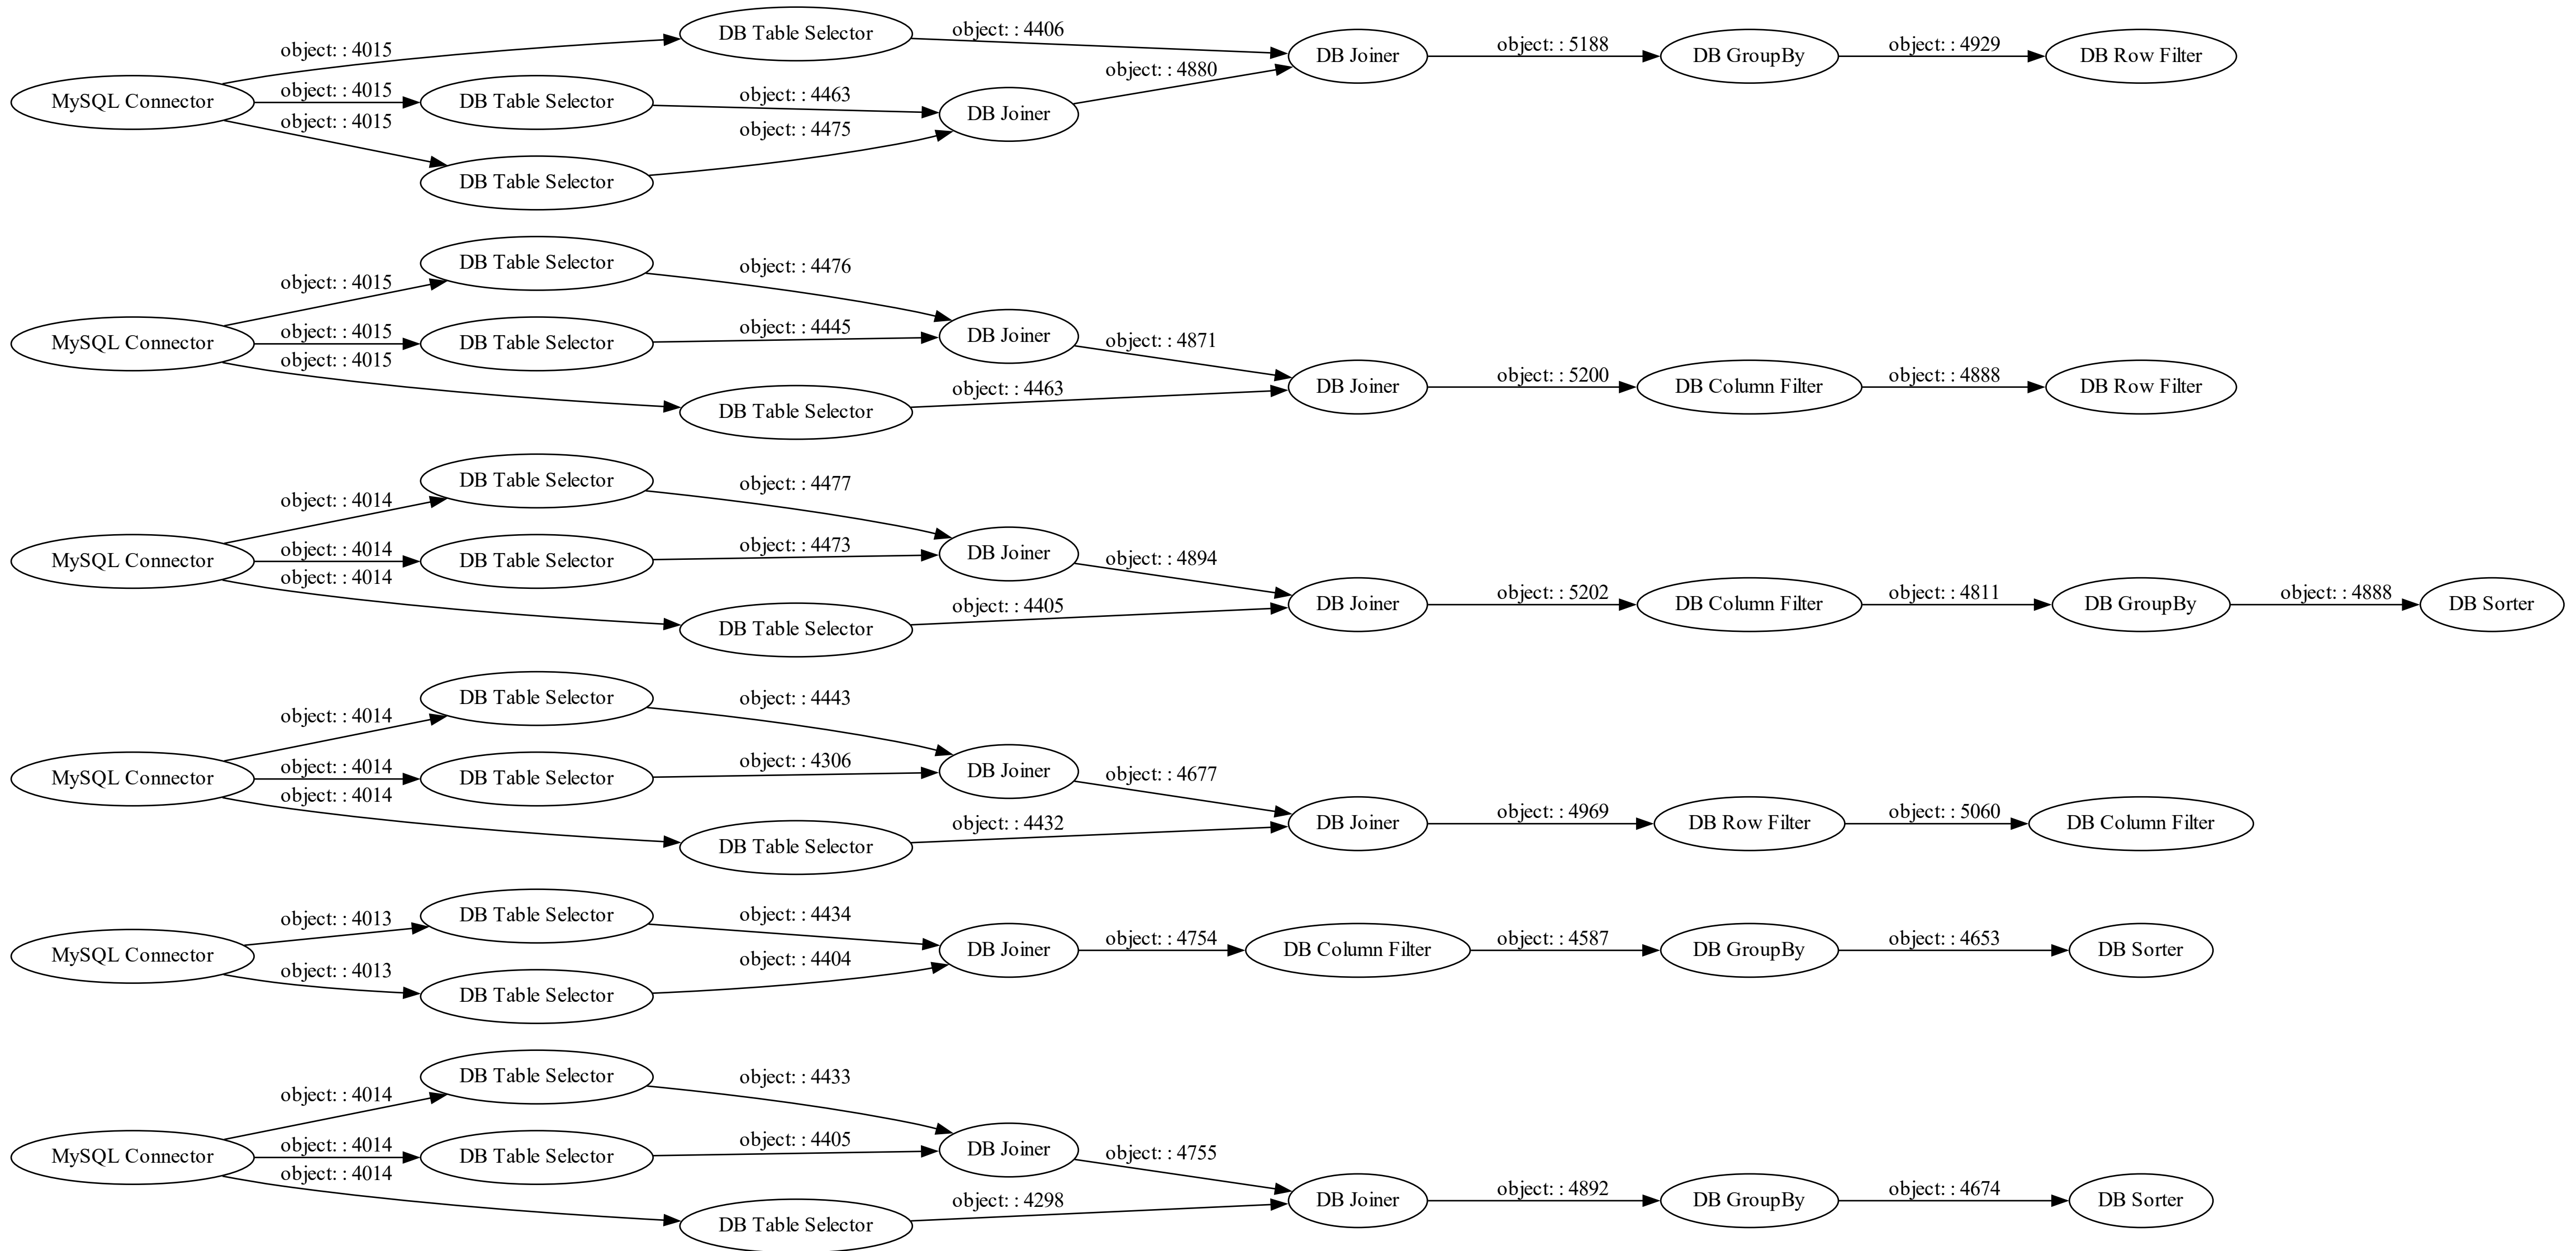 DB Table Selector
object: : 4015
object: : 4406
MySQL Connector
object: : 4015
DB Table Selector
object: : 4463
object: : 4880
DB Joiner
object: : 5188
DB GroupBy
object: : 4929
DB Row Filter
object: : 4015
object: : 4475
DB Joiner
DB Table Selector
DB Table Selector
object: : 4015
object: : 4476
MySQL Connector
object: : 4015
DB Table Selector
object: : 4445
DB Joiner
object: : 4871
object: : 4015
DB Table Selector
object: : 4463
DB Joiner
object: : 5200
DB Column Filter
object: : 4888
DB Row Filter
DB Table Selector
object: : 4014
object: : 4477
MySQL Connector
object: : 4014
DB Table Selector
object: : 4473
DB Joiner
object: : 4894
object: : 4014
DB Table Selector
object: : 4405
DB Joiner
object: : 5202
DB Column Filter
object: : 4811
DB GroupBy
object: : 4888
DB Sorter
DB Table Selector
object: : 4014
object: : 4443
MySQL Connector
object: : 4014
DB Table Selector
object: : 4306
DB Joiner
object: : 4677
object: : 4014
DB Table Selector
object: : 4432
DB Joiner
object: : 4969
DB Row Filter
object: : 5060
DB Column Filter
MySQL Connector
object: : 4013
DB Table Selector
object: : 4434
object: : 4013
DB Table Selector
object: : 4404
DB Joiner
object: : 4754
DB Column Filter
object: : 4587
DB GroupBy
object: : 4653
DB Sorter
DB Table Selector
object: : 4014
object: : 4433
MySQL Connector
object: : 4014
DB Table Selector
object: : 4405
DB Joiner
object: : 4755
object: : 4014
DB Table Selector
object: : 4298
DB Joiner
object: : 4892
DB GroupBy
object: : 4674
DB Sorter